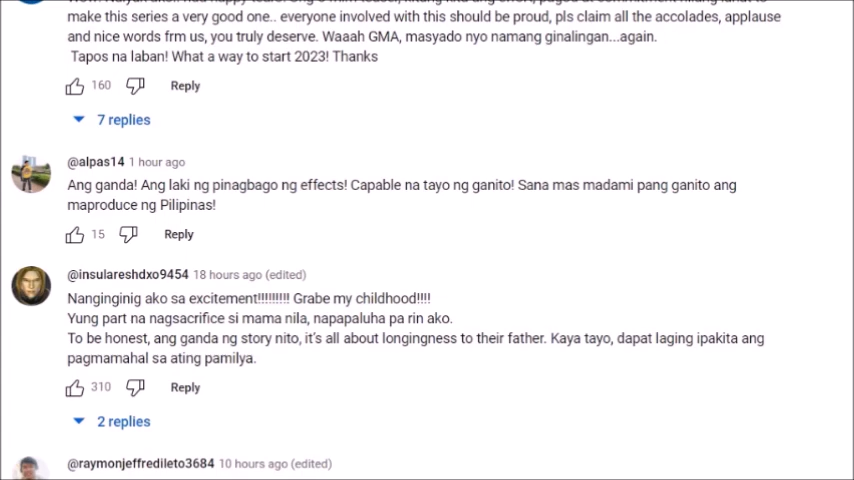 make this series a very good one.. everyone involved with this should be proud, pls claim all the accolades, applause
and nice words frm us, you truly deserve. Waaah GMA, masyado nyo namang ginalingan...again.
Tapos na laban! What a way to start 2023! Thanks
160 Reply
7 replies
@alpas14 1 hour ago
Ang ganda! Ang laki ng pinagbago ng effects! Capable na tayo ng ganito! Sana mas madami pang ganito ang
maproduce ng Pilipinas!
15 Reply
@insulareshdxo9454 18 hours ago (edited)
Nanginginig ako sa excitement!!!!!!!!! Grabe my childhood!!!!
Yung part na nagsacrifice si mama nila, napapaluha pa rin ako.
To be honest, ang ganda ng story nito, it's all about longingness to their father. Kaya tayo, dapat laging ipakita ang
pagmamahal sa ating pamilya.
310 Reply
2 replies
@raymonjeffredileto3684 10 hours ago (edited)